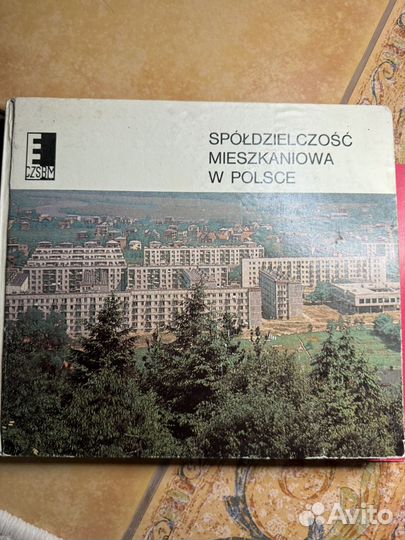 SPÓŁDZIELCZOŚĆ
MIESZKANIOWA
W POLSCE
CZSBM
Avito